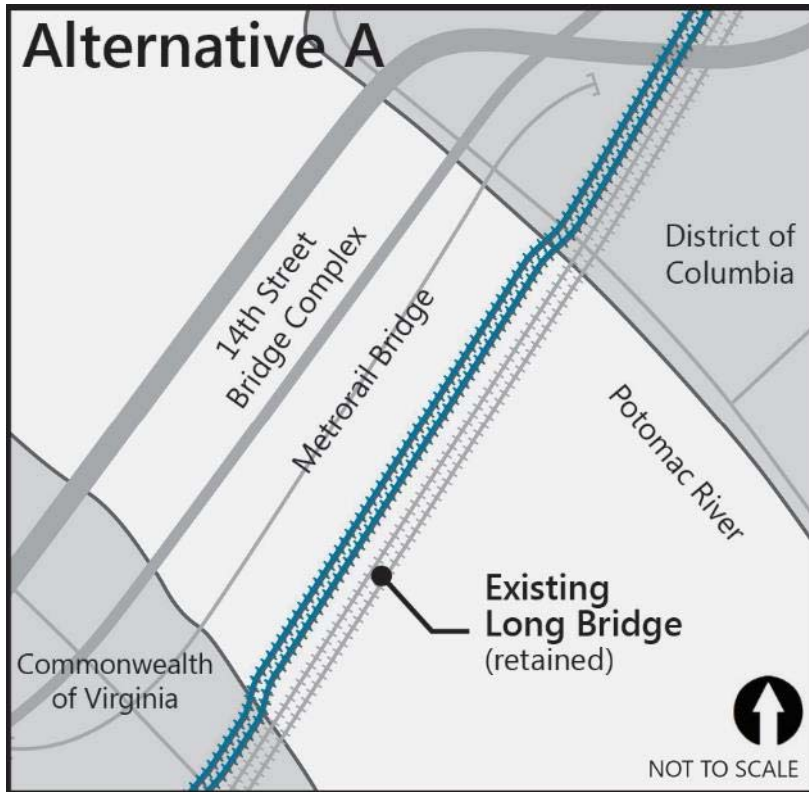 Alternative A
14th Street
Bridge Complex
Metrorail Bridge
District of
Columbia
Potomac River
Existing
Long Bridge
(retained)
Commonwealth
of Virginia
NOT TO SCALE